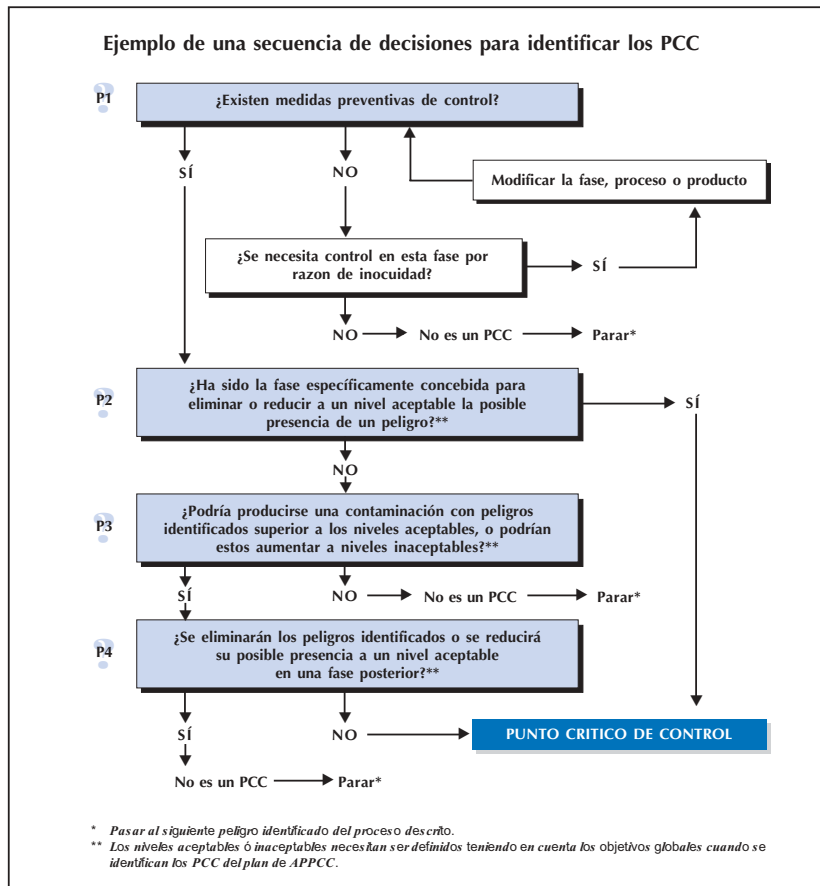 Ejemplo de una secuencia de decisiones para identificar los PCC
P1
¿Existen medidas preventivas de control?
SÍ
NO
Modificar la fase, proceso o producto
¿Se necesita control en esta fase por
razon de inocuidad?
SÍ
NO
No es un PCC
Parar*
P2
¿Ha sido la fase específicamente concebida para
eliminar o reducir a un nivel aceptable la posible
presencia de un peligro?**
SÍ
NO
P3
¿Podría producirse una contaminación con peligros
identificados superior a los niveles aceptables, o podrían
estos aumentar a niveles inaceptables?**
SÍ
NO
No es un PCC
Parar*
P4
¿Se eliminarán los peligros identificados o se reducirá
su posible presencia a un nivel aceptable
en una fase posterior?**
SÍ
NO
PUNTO CRITICO DE CONTROL
No es un PCC
Parar*
* Pasar al siguiente peligro identificado del proceso descrito.
** Los niveles aceptables ó inaceptables necesitan ser definidos teniendo en cuenta los objetivos globales cuando se
identifican los PCC del plan de APPCC.